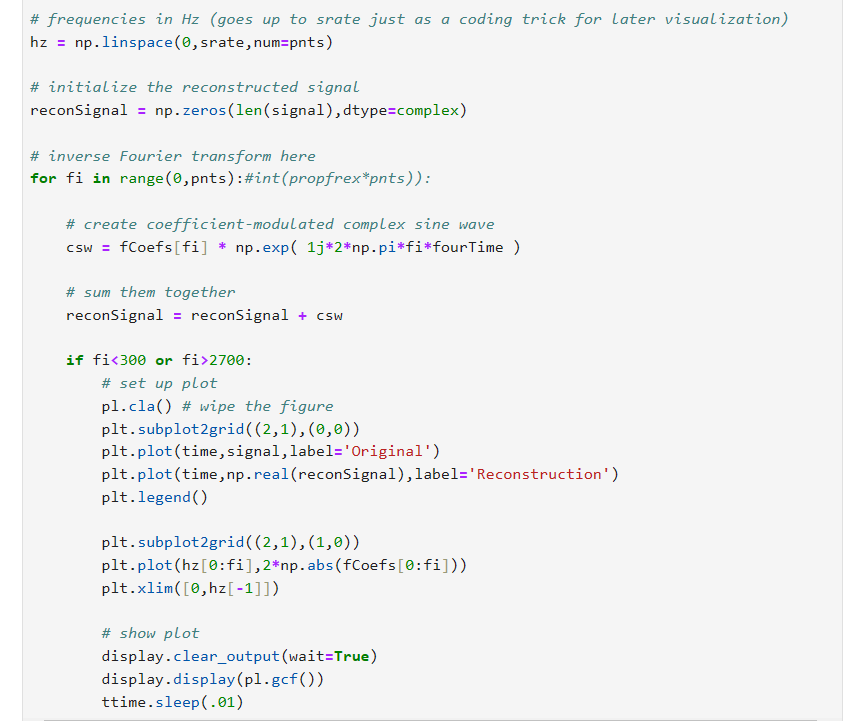 # frequencies in Hz (goes up to srate just as a coding trick for later visualization)
hz = np.linspace(0,srate,num=pnts)
# initialize the reconstructed signal
reconSignal = np.zeros(len(signal),dtype=complex)
# inverse Fourier transform here
for fi in range(0,pnts):#int(propfrex*pnts)):
    # create coefficient-modulated complex sine wave
    csw = fCoefs[fi] * np.exp( 1j*2*np.pi*fi*fourTime )
    # sum them together
    reconSignal = reconSignal + csw
    if fi<300 or fi>2700:
        # set up plot
        pl.cla() # wipe the figure
        plt.subplot2grid((2,1),(0,0))
        plt.plot(time,signal,label='Original')
        plt.plot(time,np.real(reconSignal),label='Reconstruction')
        plt.legend()
        plt.subplot2grid((2,1),(1,0))
        plt.plot(hz[0:fi],2*np.abs(fCoefs[0:fi]))
        plt.xlim([0,hz[-1]])
        # show plot
        display.clear_output(wait=True)
        display.display(pl.gcf())
        ttime.sleep(.01)